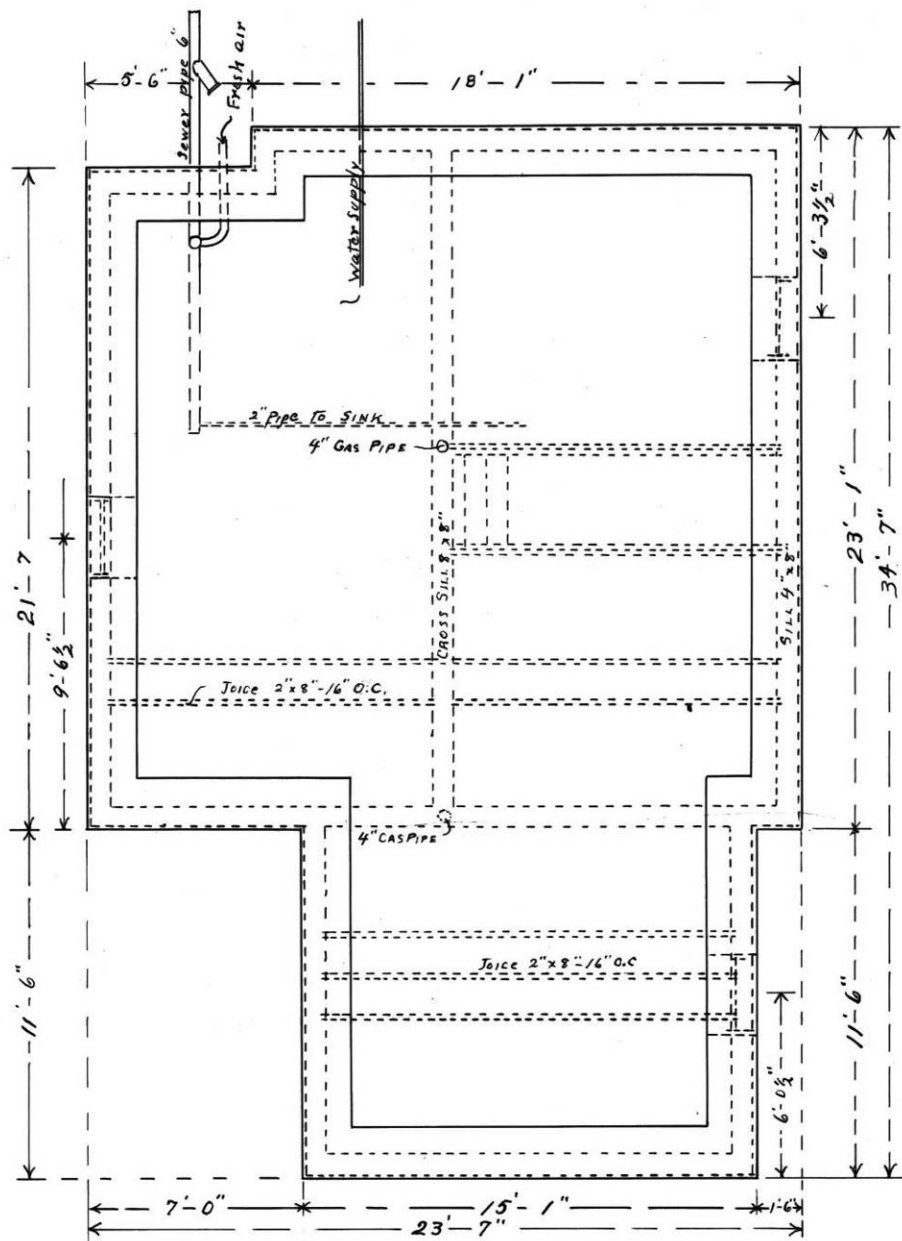 5'-6"
Sewer pipe 6"
Fresh air
18'-1"
Water Supply
6'-3½"
2" Pipe To SINK
4" GAS PIPE
CROSS SILL 8"x8"
SILL 4"x8"
21'-7
9'-6½"
23'-1"
34'-7"
Joice 2"x8"-16" O.C.
4" GAS PIPE
Joice 2"x8"-16" O.C
11'-6"
11'-6"
6'-0½"
7'-0"
15'-1"
1'-6"
23'-7"